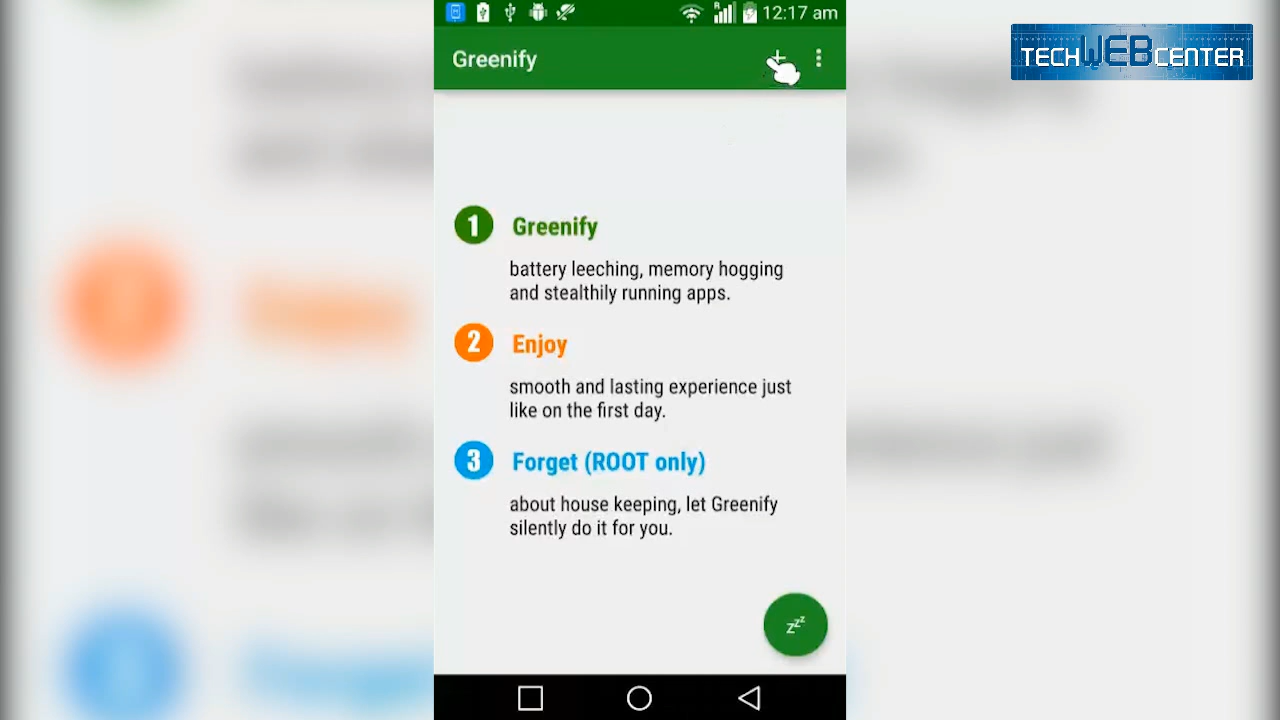 12:17 am
TECHWEBCENTER
Greenify
1 Greenify
battery leeching, memory hogging
and stealthily running apps.
2 Enjoy
smooth and lasting experience just
like on the first day.
3 Forget (ROOT only)
about house keeping, let Greenify
silently do it for you.
zzz